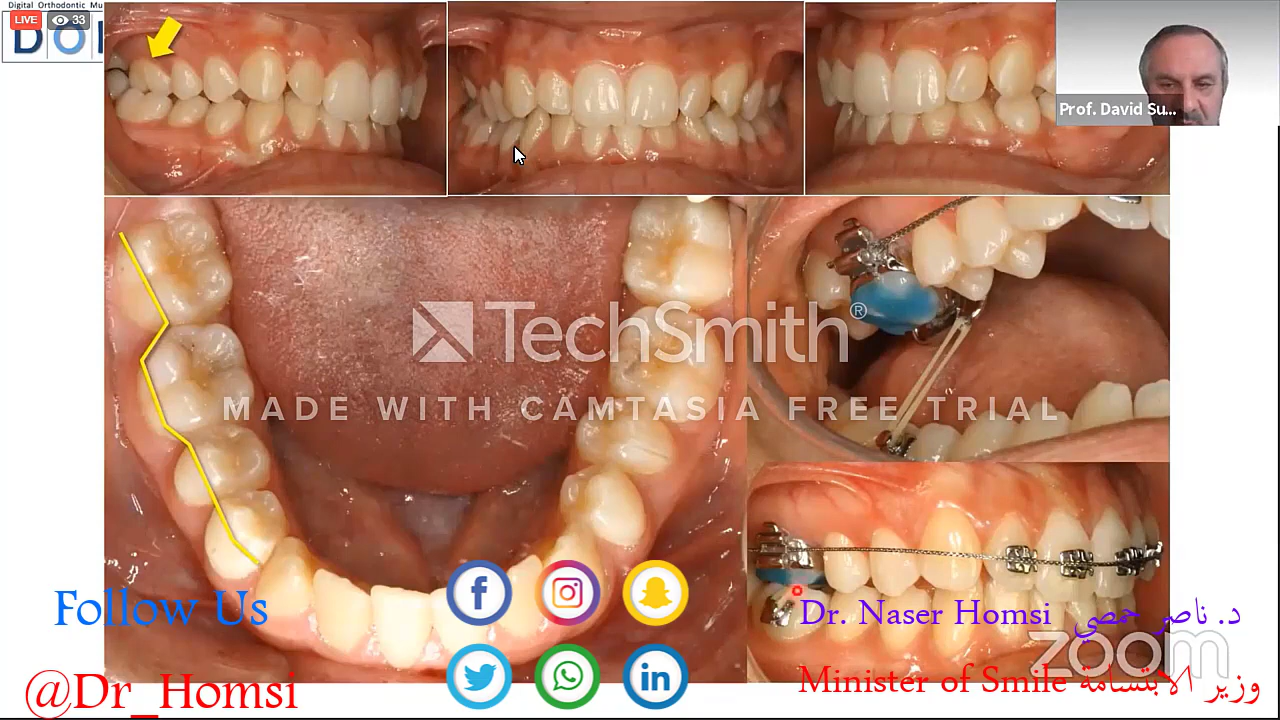 Digital Orthodontic Mu
LIVE 33
DO
Prof. David Su...
TechSmith®
MADE WITH CAMTASIA FREE TRIAL
Follow Us
Dr. Naser Homsi د. ناصر حمصي
zoom
@Dr_Homsi
Minister of Smile وزير الابتسامة